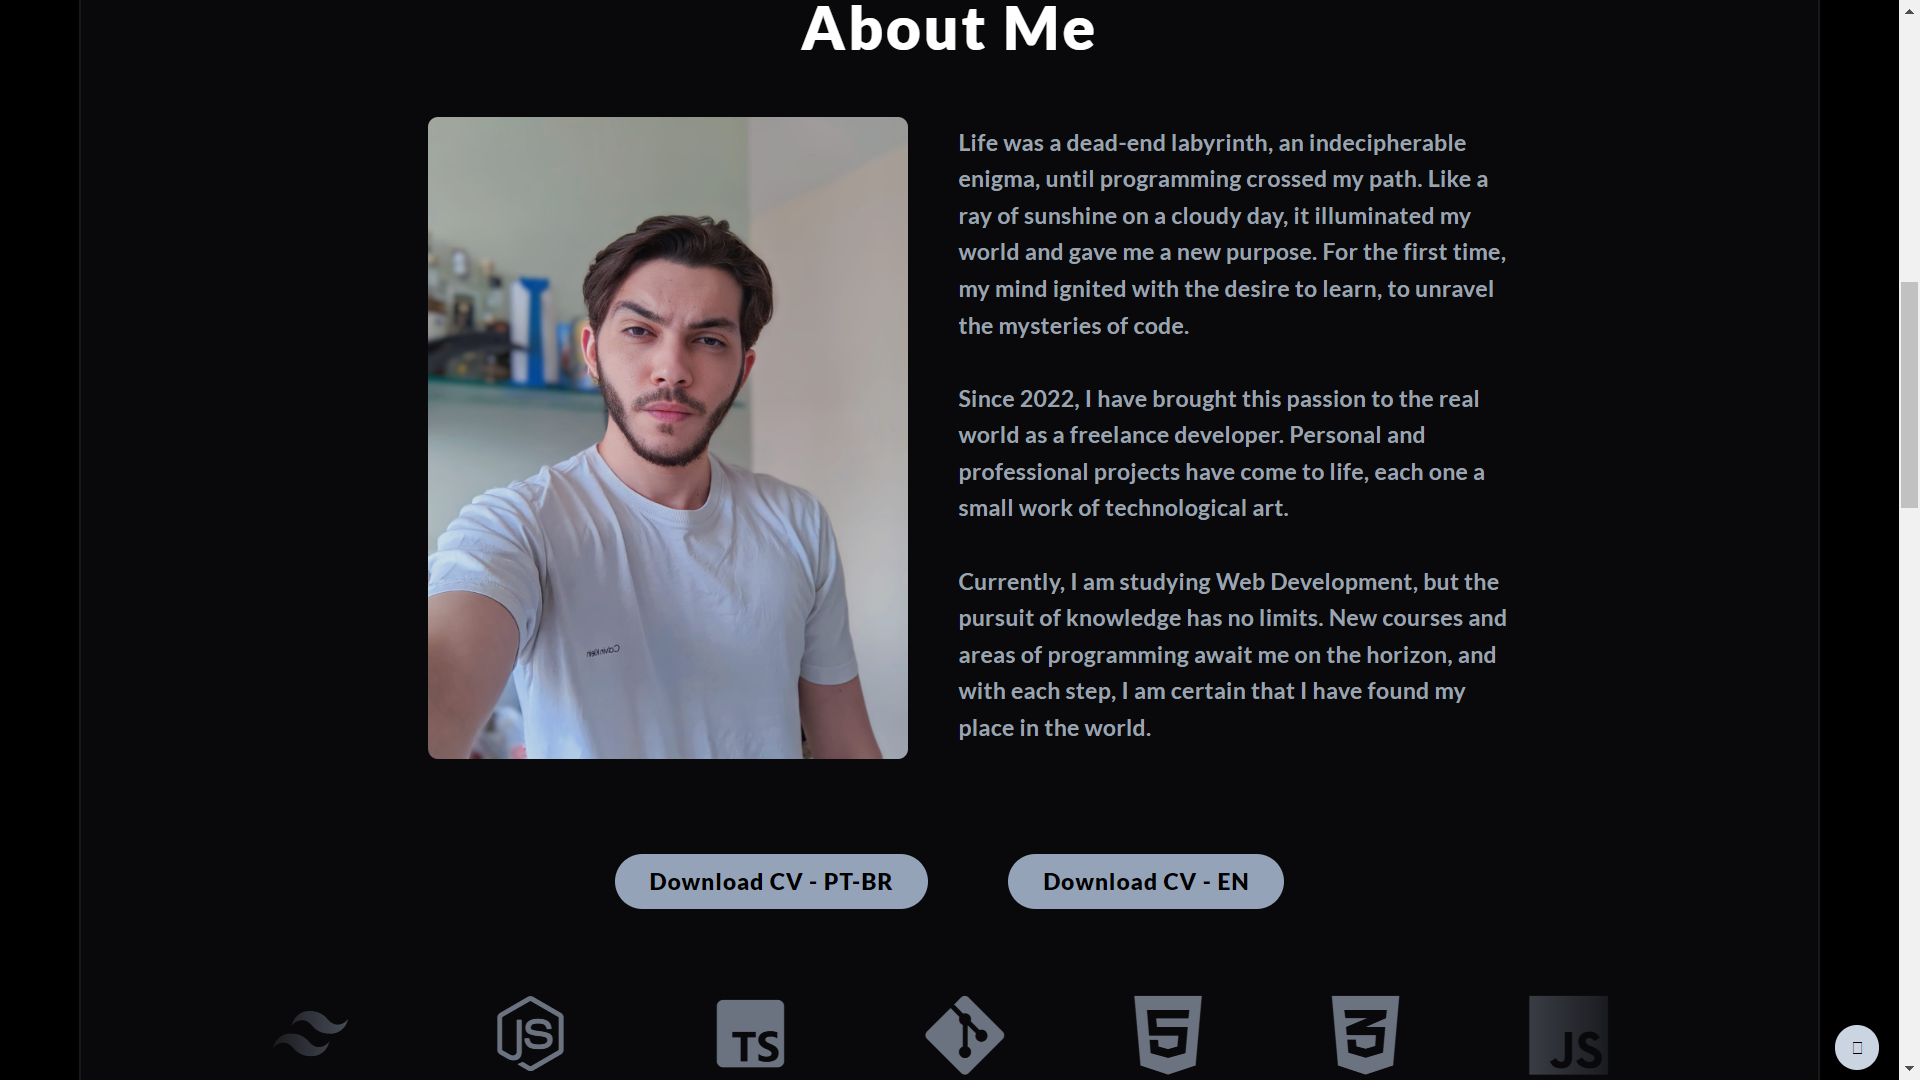 About Me
Life was a dead-end labyrinth, an indecipherable
enigma, until programming crossed my path. Like a
ray of sunshine on a cloudy day, it illuminated my
world and gave me a new purpose. For the first time,
my mind ignited with the desire to learn, to unravel
the mysteries of code.
Since 2022, I have brought this passion to the real
world as a freelance developer. Personal and
professional projects have come to life, each one a
small work of technological art.
Currently, I am studying Web Development, but the
pursuit of knowledge has no limits. New courses and
areas of programming await me on the horizon, and
with each step, I am certain that I have found my
place in the world.
Calvin Klein
Download CV - PT-BR
Download CV - EN
JS
TS
5
3
JS